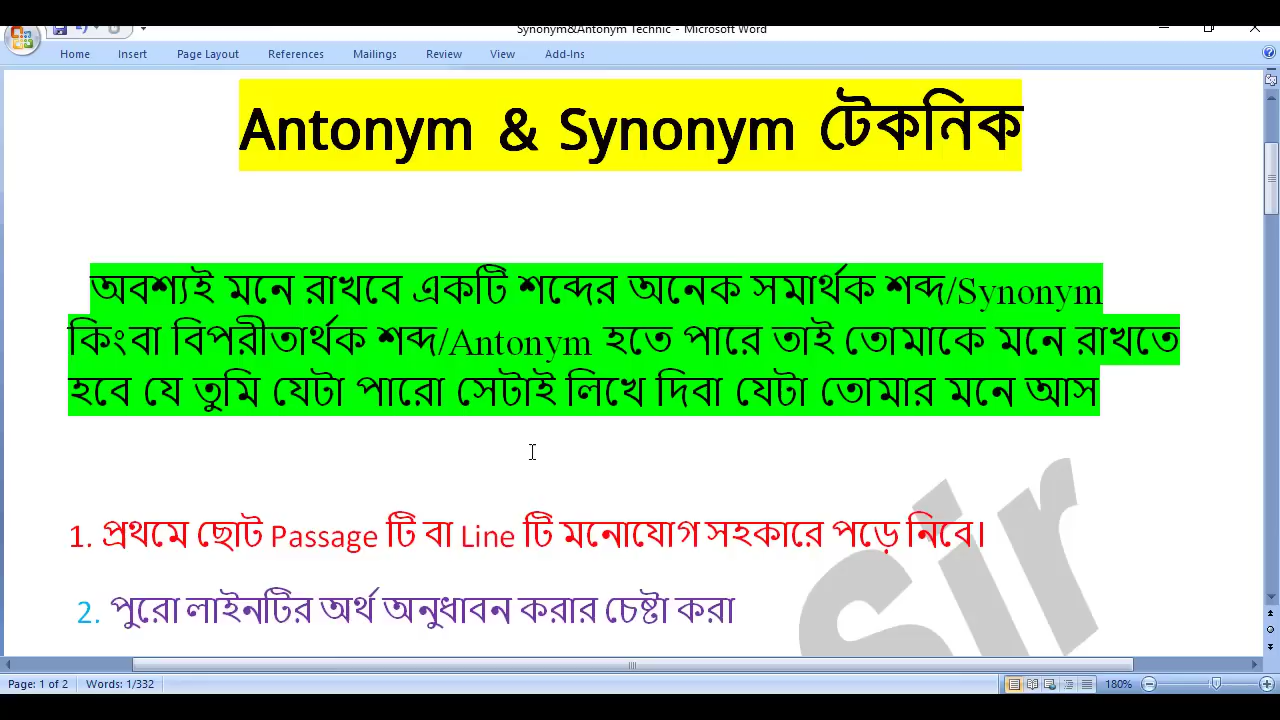 Synonym&Antonym Technic - Microsoft Word
Home Insert Page Layout References Mailings Review View Add-Ins
Antonym & Synonym টেকনিক
অবশ্যই মনে রাখবে একটি শব্দের অনেক সমার্থক শব্দ/Synonym
কিংবা বিপরীতার্থক শব্দ/Antonym হতে পারে তাই তোমাকে মনে রাখতে
হবে যে তুমি যেটা পারো সেটাই লিখে দিবা যেটা তোমার মনে আস
1. প্রথমে ছোট Passage টি বা Line টি মনোযোগ সহকারে পড়ে নিবে।
2. পুরো লাইনটির অর্থ অনুধাবন করার চেষ্টা করা
Sir
Page: 1 of 2 Words: 1/332 180%